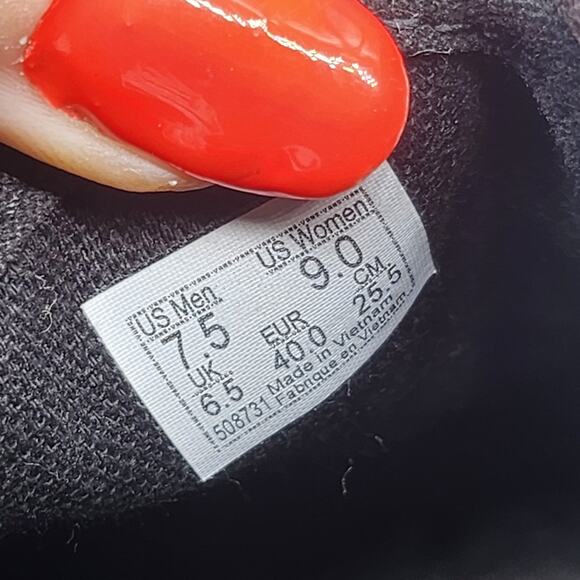 US Men US Women
7.5 9.0
UK EUR CM.
6.5 40.0 25.5
508731 Made in Vietnam
Fabrique en Vietnam